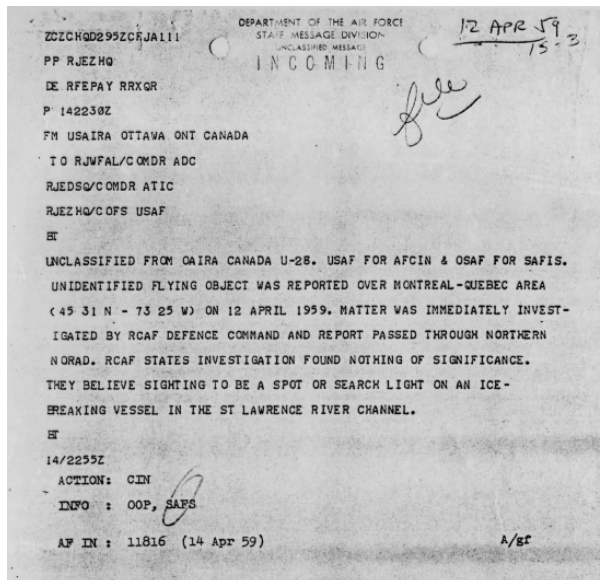 DEPARTMENT OF THE AIR FORCE
STAFF MESSAGE DIVISION
UNCLASSIFIED MESSAGE
INCOMING
12 APR 59
15-3
file
ZCZCHQD295ZCFJA111
PP RJEZHQ
DE RFEPAY RRXQR
P 142230Z
FM USAIRA OTTAWA ONT CANADA
TO RJWFAL/COMDR ADC
RJEDSQ/COMDR ATIC
RJEZHQ/COFS USAF
BT
UNCLASSIFIED FROM OAIRA CANADA U-28. USAF FOR AFCIN & OSAF FOR SAFIS.
UNIDENTIFIED FLYING OBJECT WAS REPORTED OVER MONTREAL-QUEBEC AREA
(45 31 N - 73 25 W) ON 12 APRIL 1959. MATTER WAS IMMEDIATELY INVEST-
IGATED BY RCAF DEFENCE COMMAND AND REPORT PASSED THROUGH NORTHERN
NORAD. RCAF STATES INVESTIGATION FOUND NOTHING OF SIGNIFICANCE.
THEY BELIEVE SIGHTING TO BE A SPOT OR SEARCH LIGHT ON AN ICE-
BREAKING VESSEL IN THE ST LAWRENCE RIVER CHANNEL.
BT
14/2255Z
ACTION: CIN
INFO : OOP, SAFS
AF IN : 11816 (14 Apr 59) A/gf